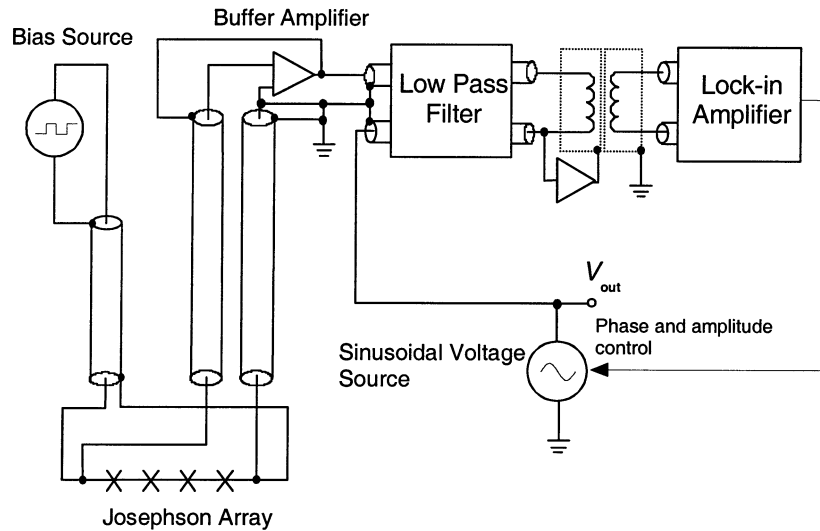 Buffer Amplifier
Bias Source
Low Pass
Filter
Lock-in
Amplifier
Vout
Phase and amplitude
control
Sinusoidal Voltage
Source
Josephson Array